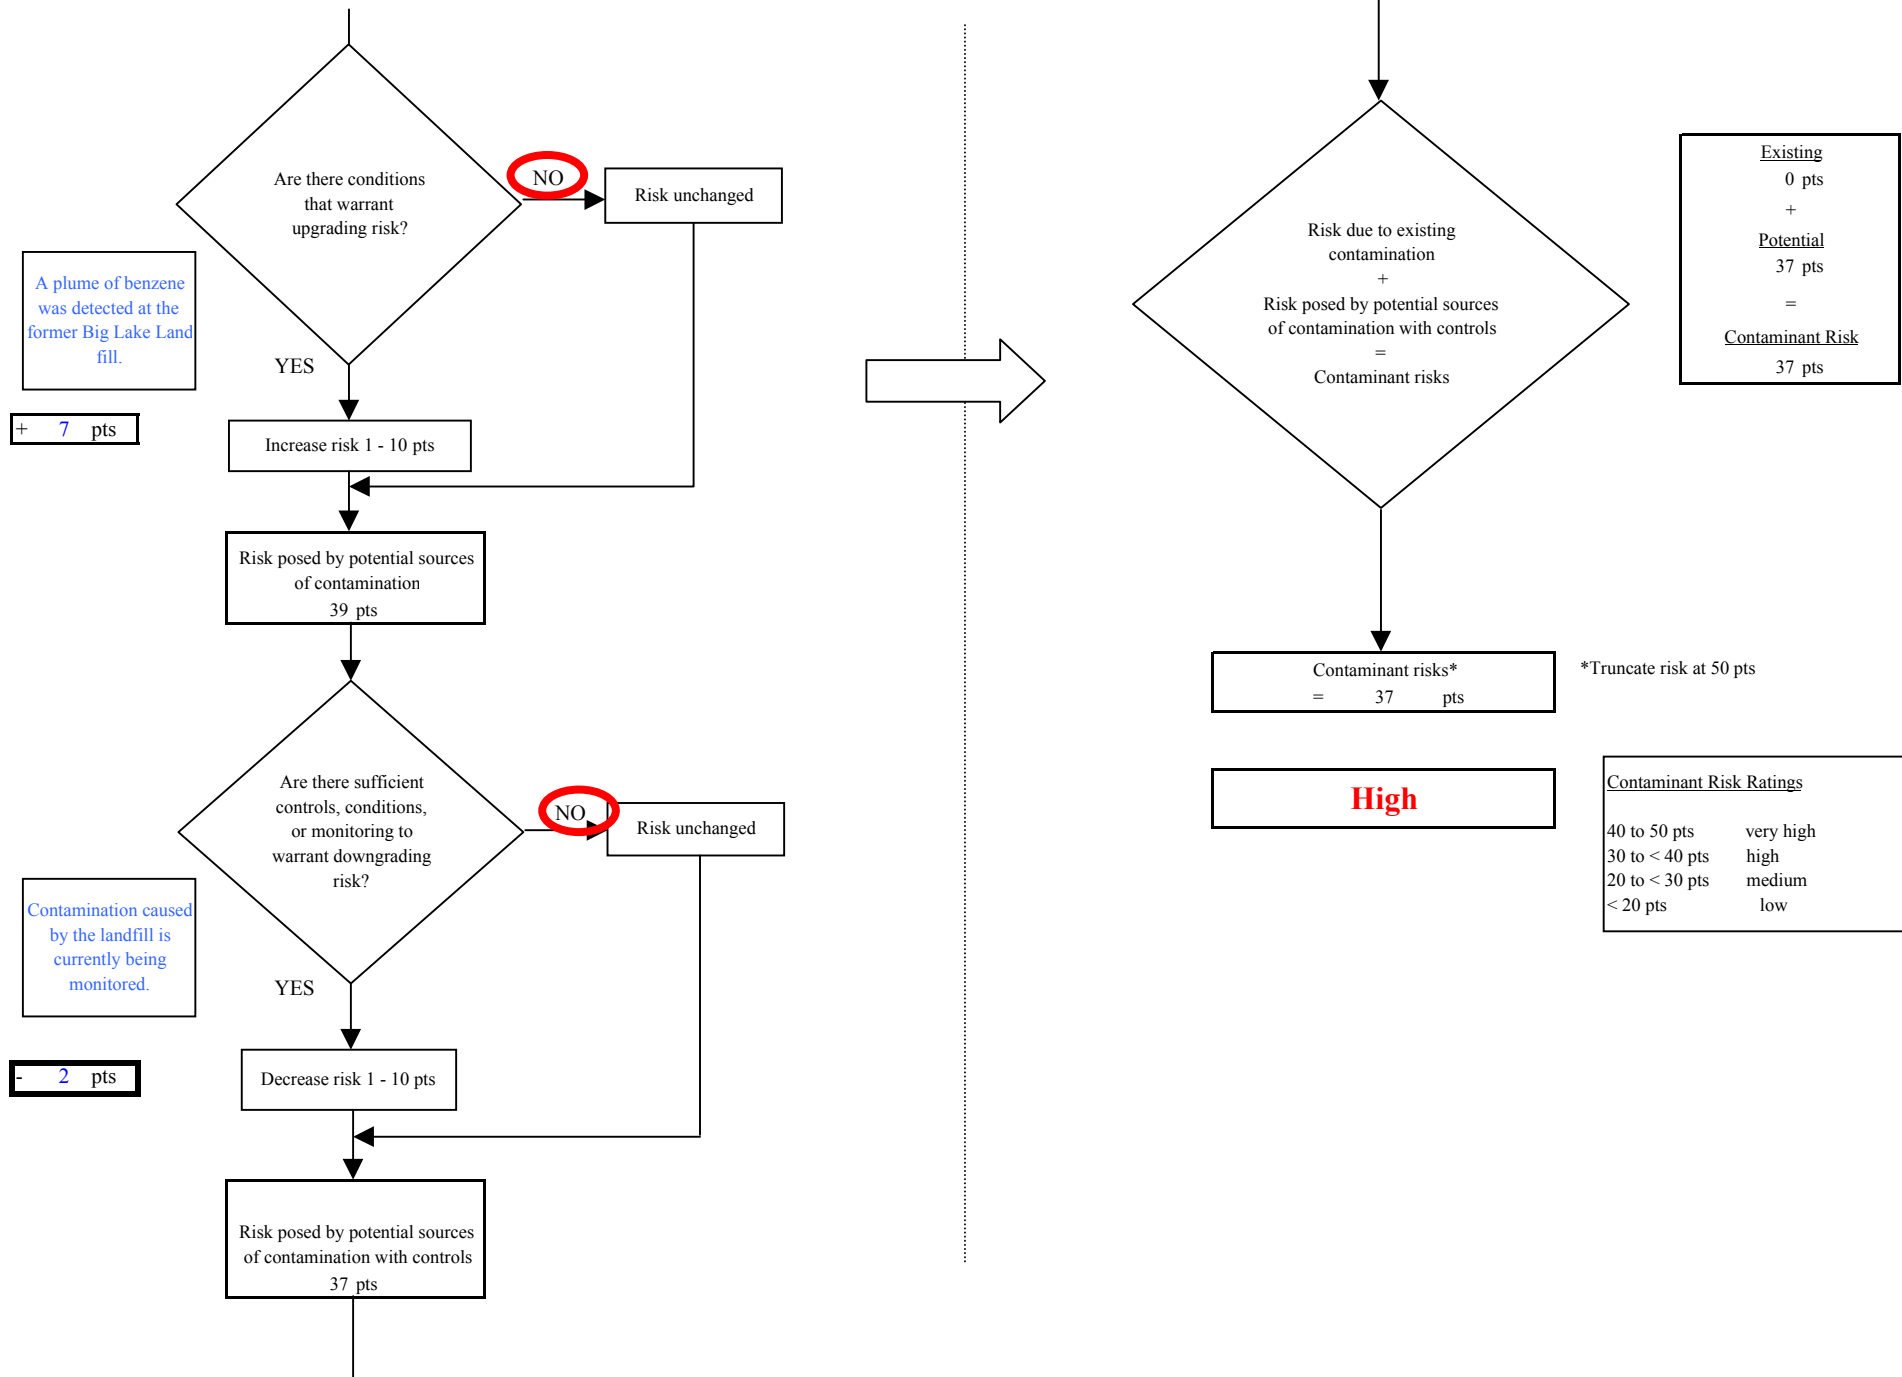 Are there conditions
that warrant
upgrading risk?
NO
Risk unchanged
A plume of benzene
was detected at the
former Big Lake Land
fill.
YES
+ 7 pts
Increase risk 1 - 10 pts
Risk posed by potential sources
of contamination
39 pts
Are there sufficient
controls, conditions,
or monitoring to
warrant downgrading
risk?
NO
Risk unchanged
Contamination caused
by the landfill is
currently being
monitored.
YES
- 2 pts
Decrease risk 1 - 10 pts
Risk posed by potential sources
of contamination with controls
37 pts
Risk due to existing
contamination
+
Risk posed by potential sources
of contamination with controls
=
Contaminant risks
Existing
0 pts
+
Potential
37 pts
=
Contaminant Risk
37 pts
Contaminant risks*
= 37 pts
*Truncate risk at 50 pts
High
Contaminant Risk Ratings
40 to 50 pts very high
30 to < 40 pts high
20 to < 30 pts medium
< 20 pts low